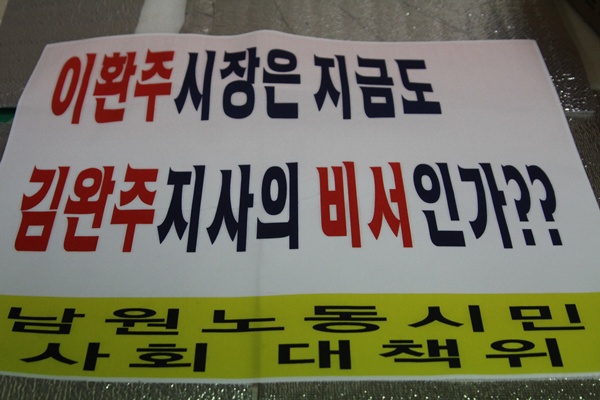 이환주시장은 지금도
김완주지사의 비서인가??
남원노동시민
사회 대책위